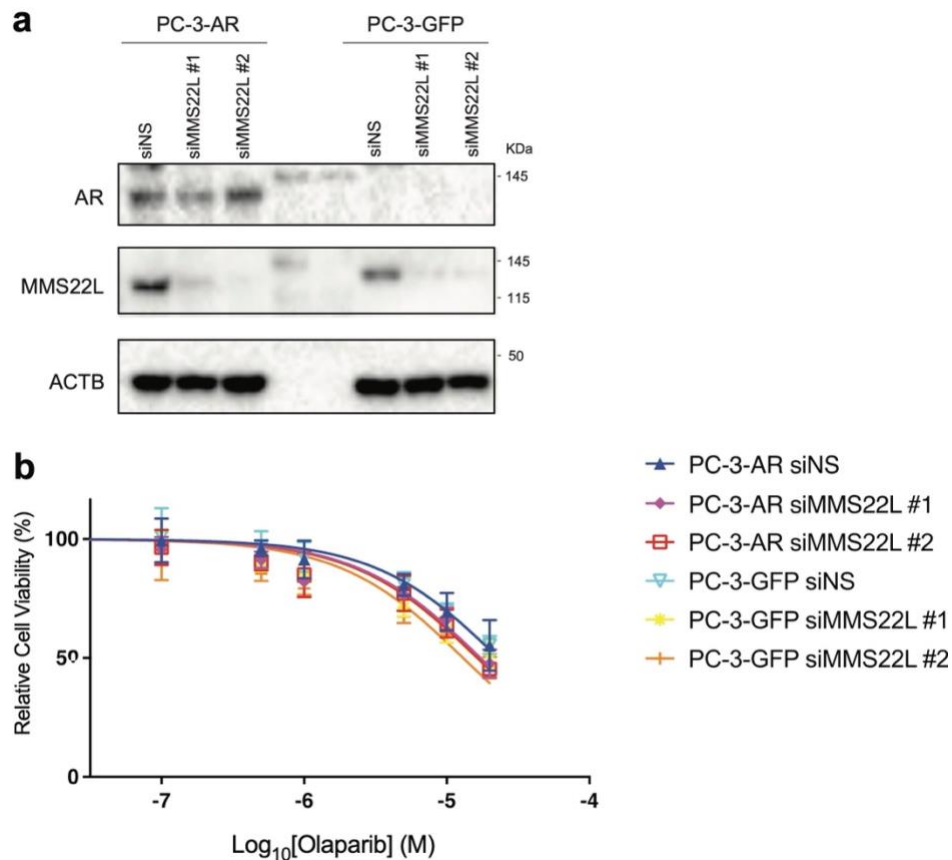 a
PC-3-AR
PC-3-GFP
siNS
siMMS22L #1
siMMS22L #2
siNS
siMMS22L #1
siMMS22L #2
KDa
AR
- 145
MMS22L
- 145
- 115
ACTB
- 50
b
Relative Cell Viability (%)
100
50
0
-7
-6
-5
-4
Log10[Olaparib] (M)
PC-3-AR siNS
PC-3-AR siMMS22L #1
PC-3-AR siMMS22L #2
PC-3-GFP siNS
PC-3-GFP siMMS22L #1
PC-3-GFP siMMS22L #2